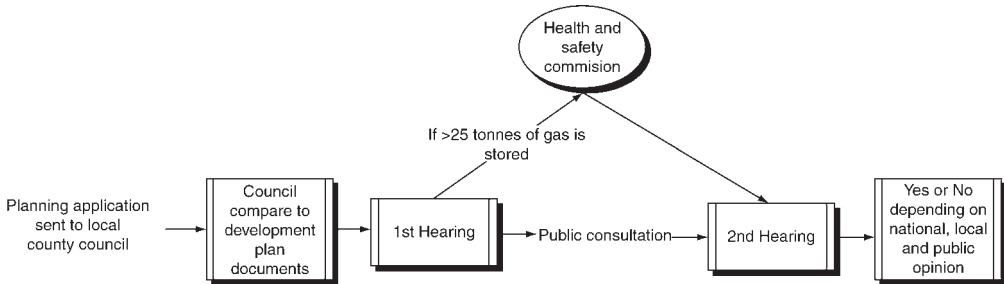 Health and
safety
commision
If >25 tonnes of gas is
stored
Planning application
sent to local
county council
Council
compare to
development
plan
documents
1st Hearing
Public consultation
2nd Hearing
Yes or No
depending on
national, local
and public
opinion